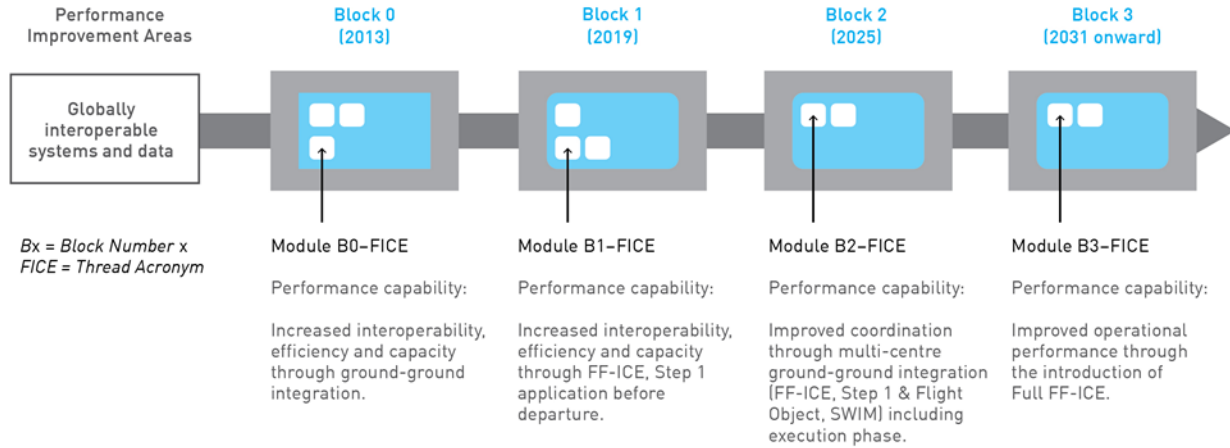 Performance
Improvement Areas
Block 0
(2013)
Block 1
(2019)
Block 2
(2025)
Block 3
(2031 onward)
Globally
interoperable
systems and data
Bx = Block Number x
FICE = Thread Acronym
Module B0–FICE
Performance capability:
Increased interoperability,
efficiency and capacity
through ground-ground
integration.
Module B1–FICE
Performance capability:
Increased interoperability,
efficiency and capacity
through FF-ICE, Step 1
application before
departure.
Module B2–FICE
Performance capability:
Improved coordination
through multi-centre
ground-ground integration
(FF-ICE, Step 1 & Flight
Object, SWIM) including
execution phase.
Module B3–FICE
Performance capability:
Improved operational
performance through
the introduction of
Full FF-ICE.